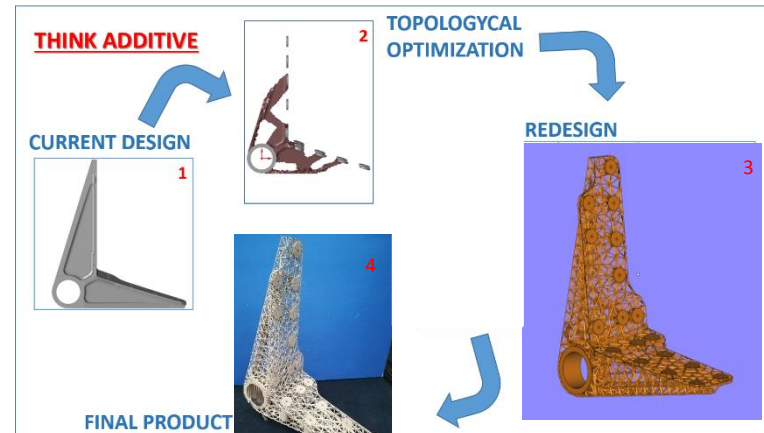 THINK ADDITIVE
2
TOPOLOGYCAL
OPTIMIZATION
CURRENT DESIGN
1
REDESIGN
3
4
FINAL PRODUCT